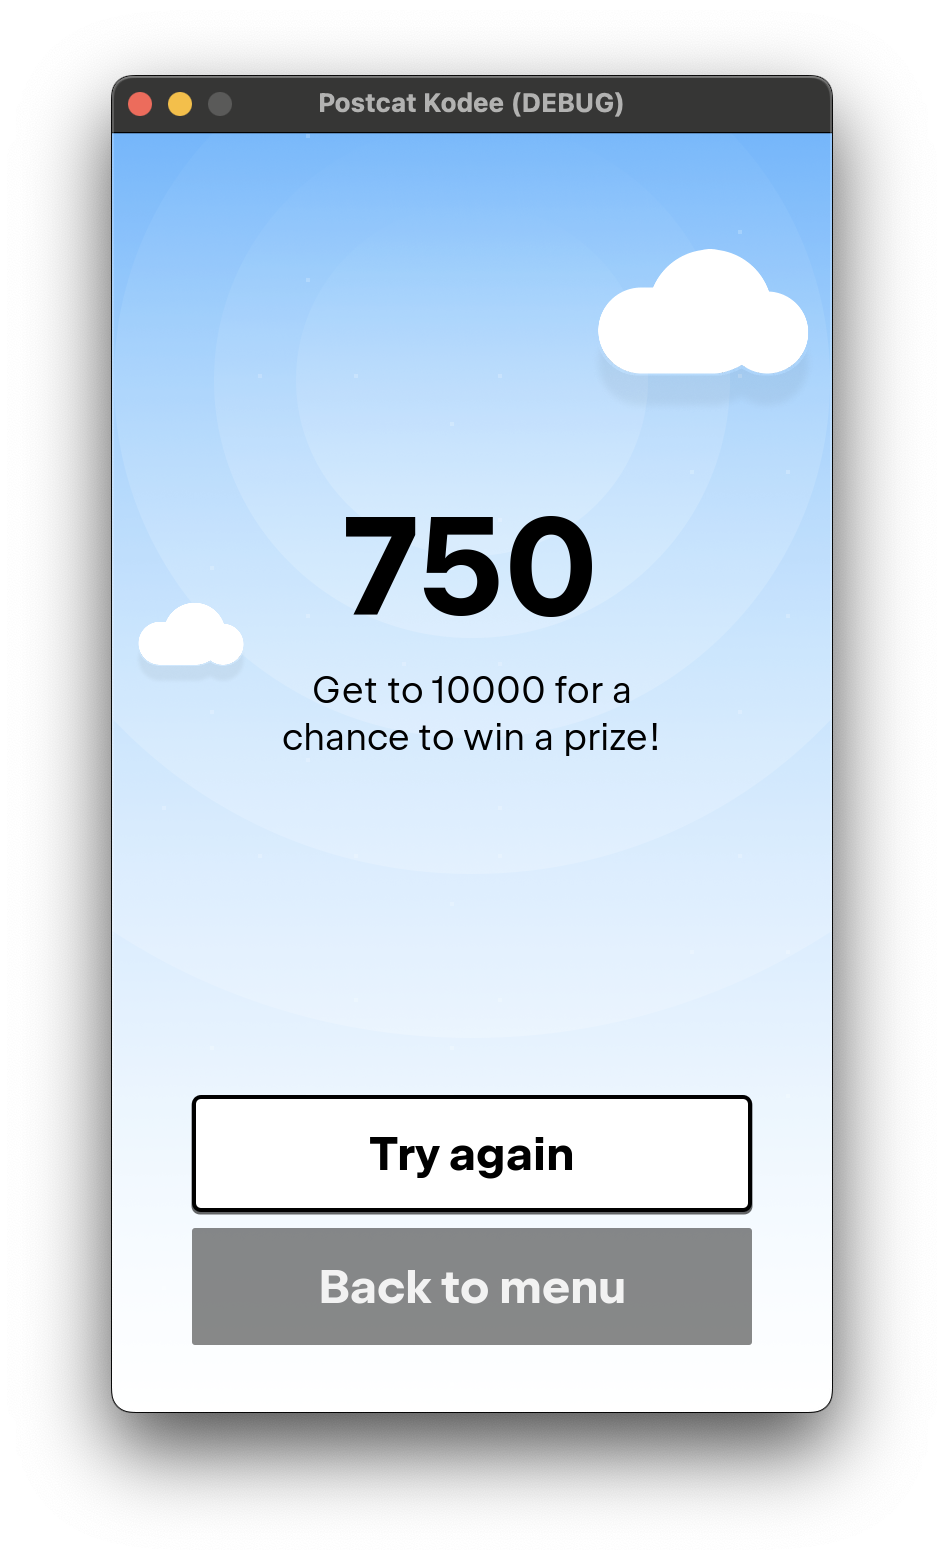 Postcat Kodee (DEBUG)
750
Get to 10000 for a
chance to win a prize!
Try again
Back to menu